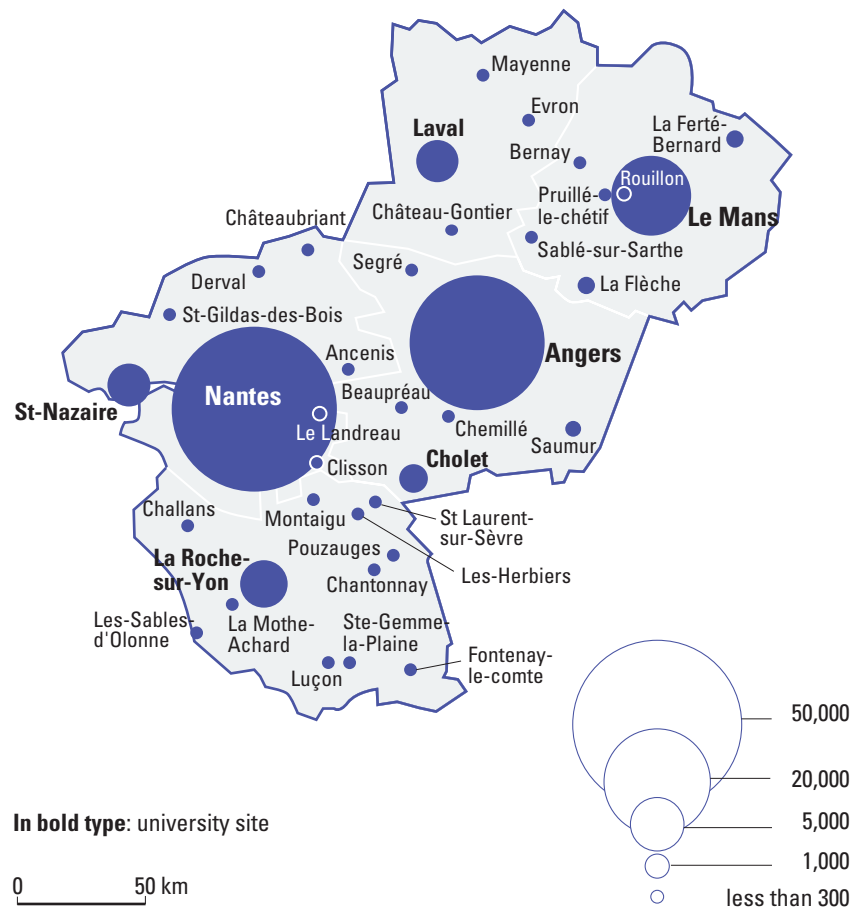 Mayenne
Evron
Laval
La Ferté-
Bernard
Bernay
Rouillon
Pruillé-
le-chétif
Le Mans
Châteaubriant
Château-Gontier
Sablé-sur-Sarthe
Segré
Derval
La Flèche
St-Gildas-des-Bois
Ancenis
Angers
Beaupréau
Nantes
St-Nazaire
Chemillé
Le Landreau
Saumur
Cholet
Clisson
Challans
Montaigu
St Laurent-
sur-Sèvre
Pouzauges
La Roche-
sur-Yon
Les-Herbiers
Chantonnay
Les-Sables-
d'Olonne
La Mothe-
Achard
Ste-Gemme-
la-Plaine
Fontenay-
le-comte
Luçon
50,000
20,000
5,000
1,000
less than 300
In bold type: university site
0 50 km